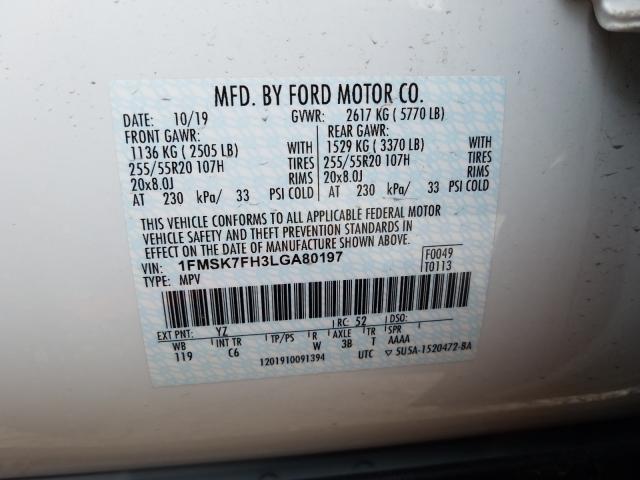 MFD. BY FORD MOTOR CO.
DATE: 10/19 GVWR: 2617 KG ( 5770 LB)
FRONT GAWR: REAR GAWR:
1136 KG ( 2505 LB) WITH 1529 KG ( 3370 LB) WITH
255/55R20 107H TIRES 255/55R20 107H TIRES
20x8.0J RIMS 20x8.0J RIMS
AT 230 kPa/ 33 PSI COLD AT 230 kPa/ 33 PSI COLD
THIS VEHICLE CONFORMS TO ALL APPLICABLE FEDERAL MOTOR
VEHICLE SAFETY AND THEFT PREVENTION STANDARDS IN
EFFECT ON THE DATE OF MANUFACTURE SHOWN ABOVE.
VIN: 1FMSK7FH3LGA80197 F0049
TYPE: MPV T0113
EXT PNT: YZ RC: 52 DSO:
WB INT TR TP/PS R AXLE TR SPR
119 C6 W 3B T AAAA
1201910091394 UTC ▽ 5U5A-1520472-BA